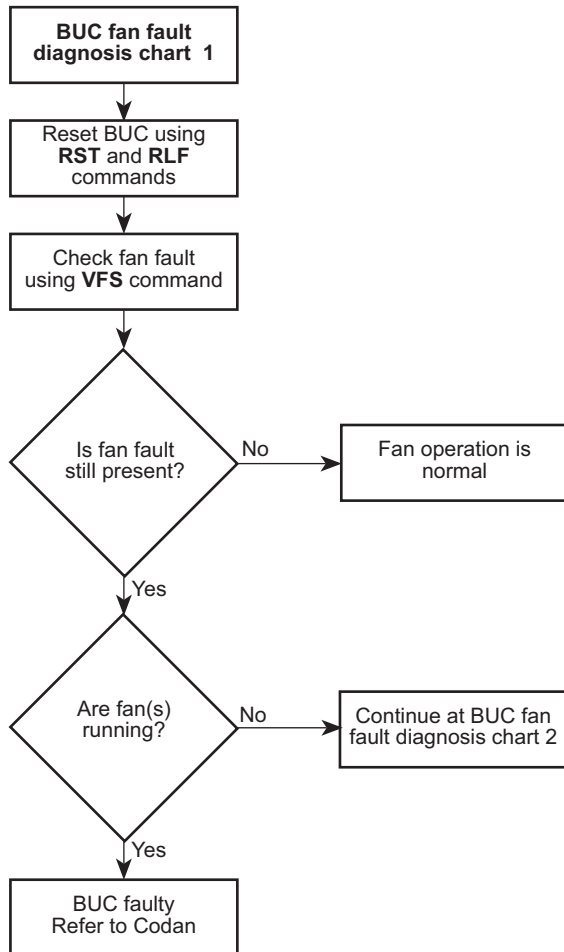 BUC fan fault
diagnosis chart 1
Reset BUC using
RST and RLF
commands
Check fan fault
using VFS command
Is fan fault
still present?
No
Fan operation is
normal
Yes
Are fan(s)
running?
No
Continue at BUC fan
fault diagnosis chart 2
Yes
BUC faulty
Refer to Codan